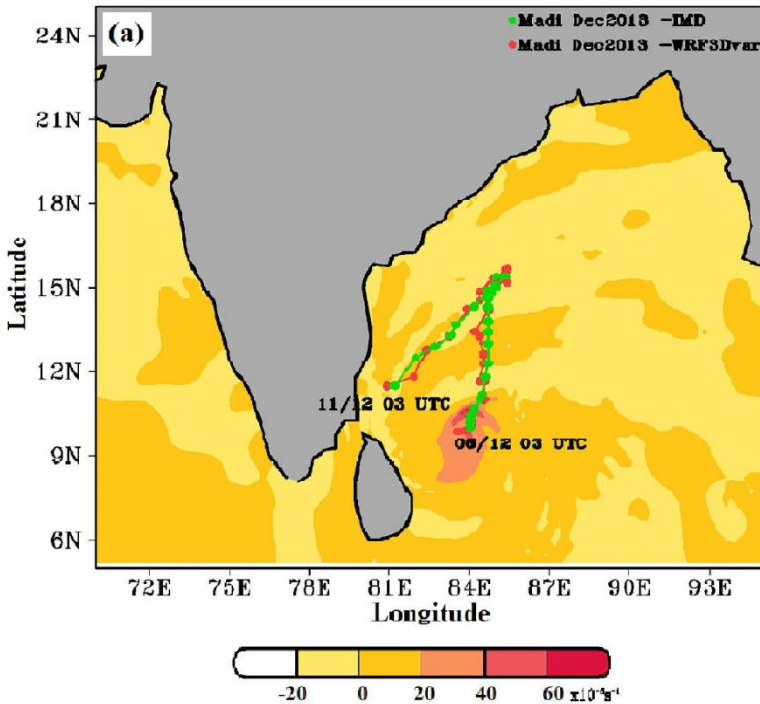 24N
(a)
Madi Dec2013 -IMD
Madi Dec2013 -WRF3Dvar
21N
18N
15N
12N
9N
6N
Latitude
11/12 03 UTC
06/12 03 UTC
72E 75E 78E 81E 84E 87E 90E 93E
Longitude
-20 0 20 40 60 x10⁻⁵s⁻¹